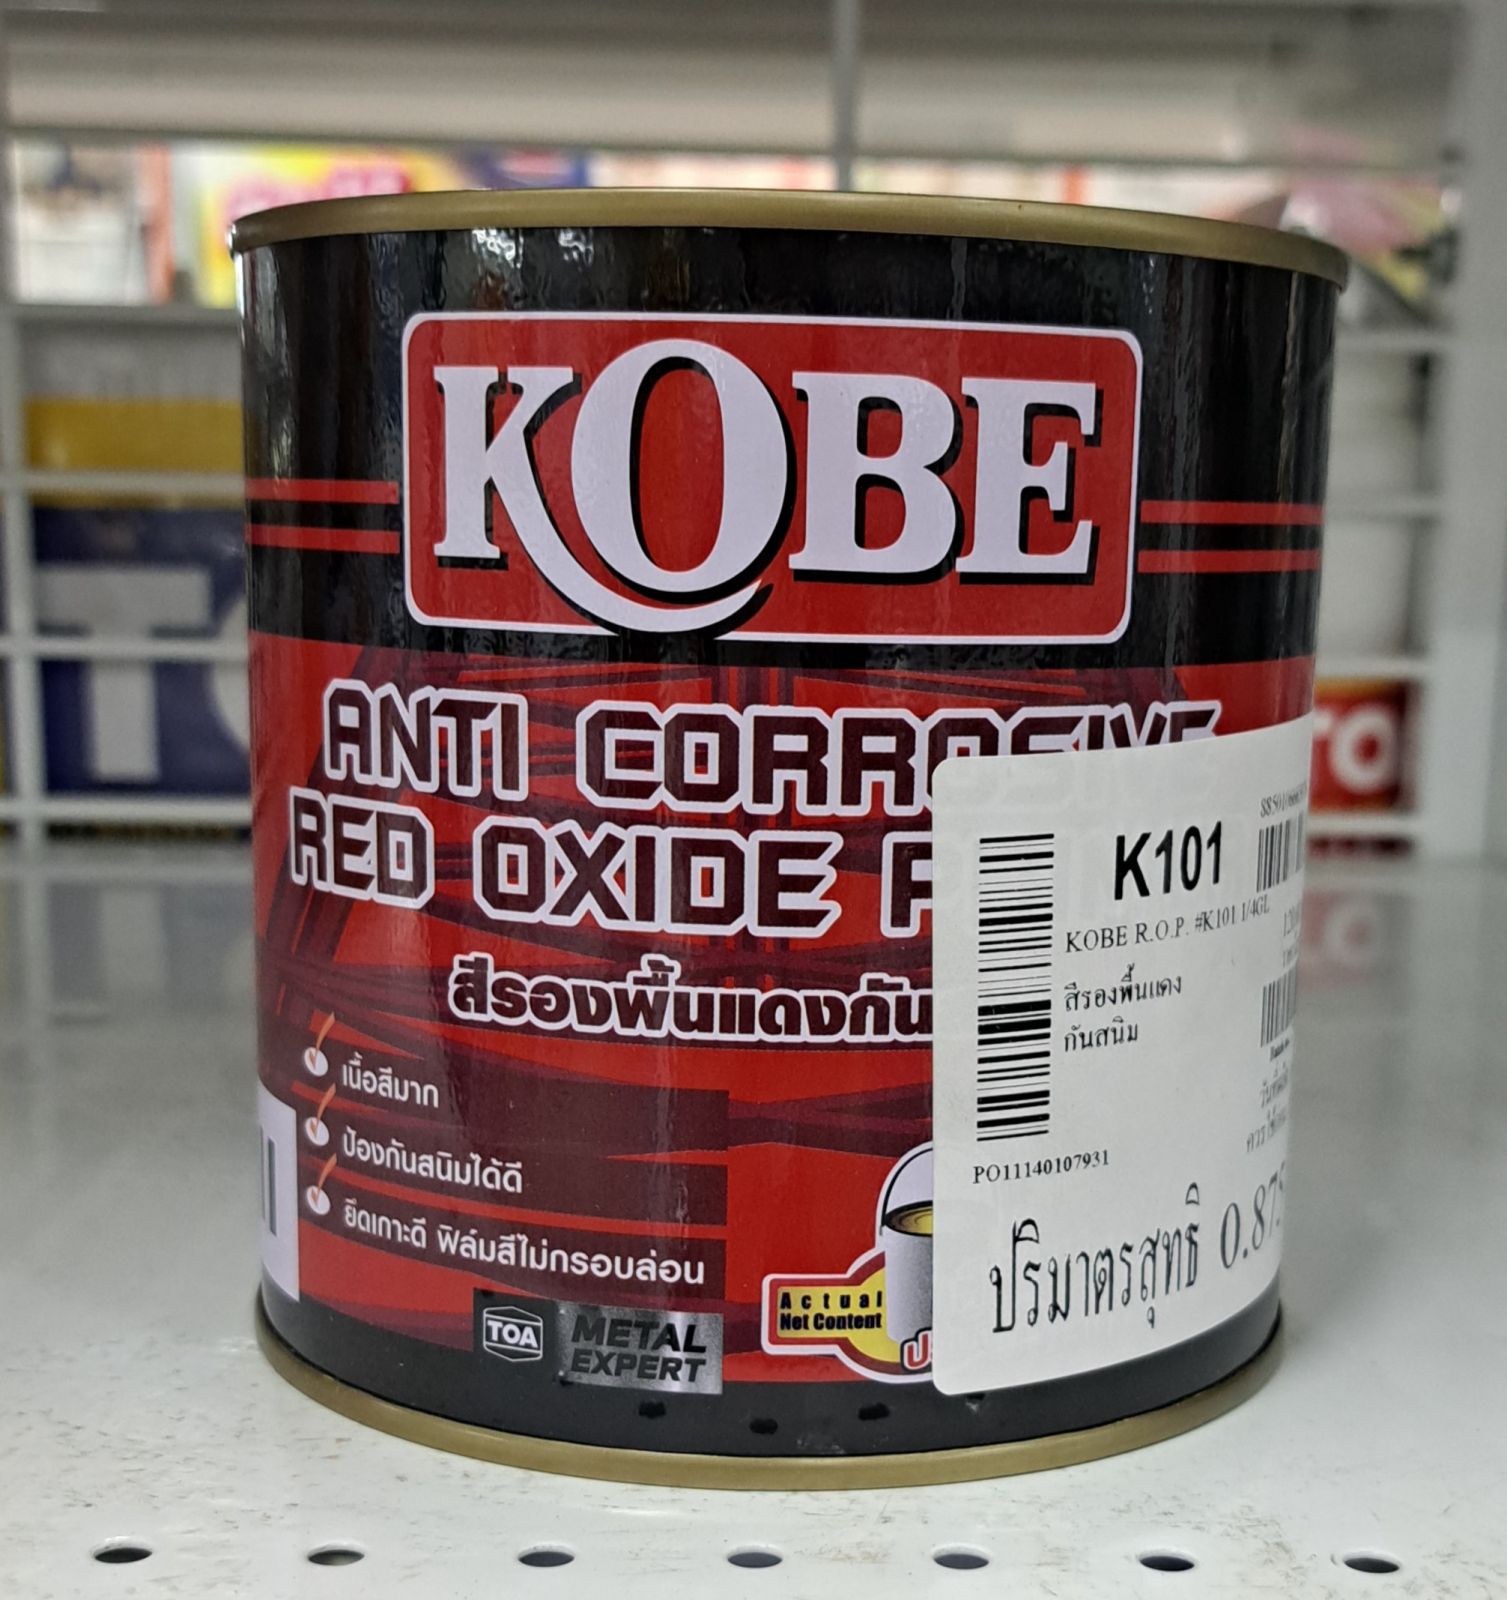 KOBE
ANTI CORROSIVE
RED OXIDE
สีรองพื้นแดงกัน
เนื้อสีมาก
ป้องกันสนิมได้ดี
ยึดเกาะดี ฟิล์มสีไม่กรอบล่อน
TOA METAL EXPERT
Actual
Net Content
K101
KOBE R.O.P. #K101 1/4GL
สีรองพื้นแดง
กันสนิม
PO11140107931
ปริมาตรสุทธิ 0.875